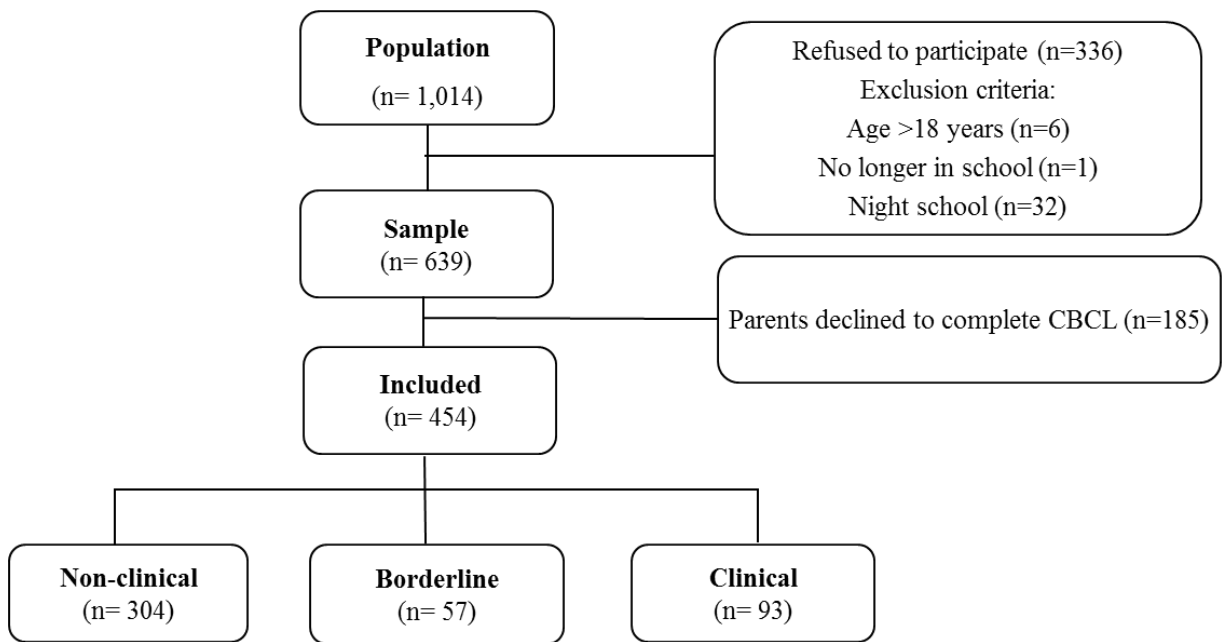 Population
(n= 1,014)
Refused to participate (n=336)
Exclusion criteria:
Age >18 years (n=6)
No longer in school (n=1)
Night school (n=32)
Sample
(n= 639)
Parents declined to complete CBCL (n=185)
Included
(n= 454)
Non-clinical
(n= 304)
Borderline
(n= 57)
Clinical
(n= 93)